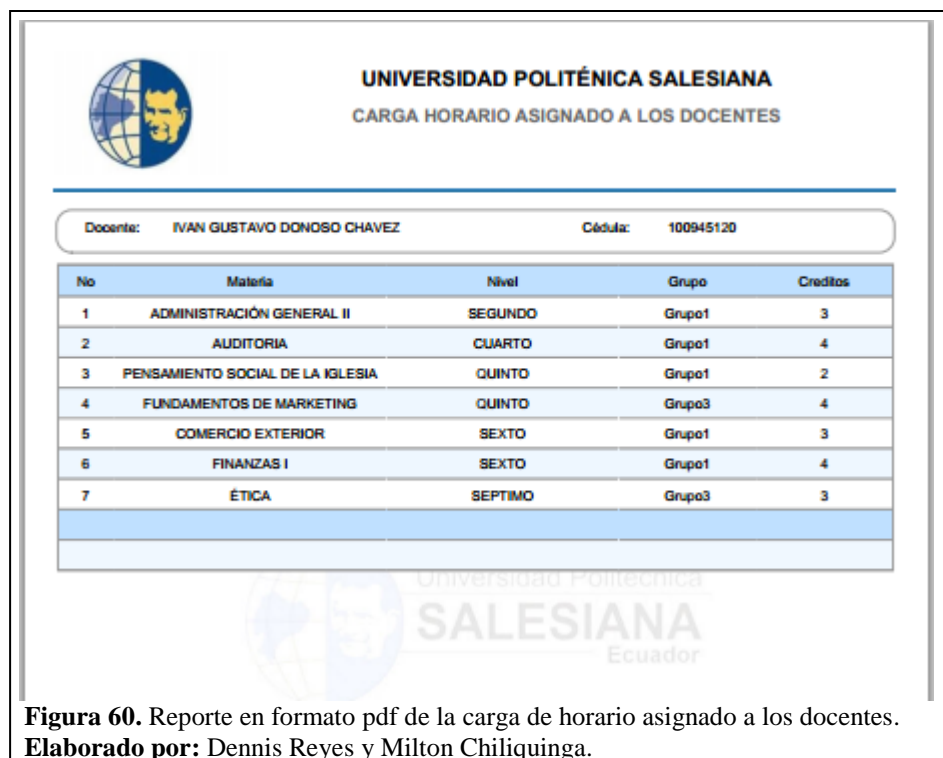 UNIVERSIDAD POLITÉNICA SALESIANA
CARGA HORARIO ASIGNADO A LOS DOCENTES
Docente: IVAN GUSTAVO DONOSO CHAVEZ Cédula: 100945120
No Materia Nivel Grupo Creditos
1 ADMINISTRACIÓN GENERAL II SEGUNDO Grupo1 3
2 AUDITORIA CUARTO Grupo1 4
3 PENSAMIENTO SOCIAL DE LA IGLESIA QUINTO Grupo1 2
4 FUNDAMENTOS DE MARKETING QUINTO Grupo3 4
5 COMERCIO EXTERIOR SEXTO Grupo1 3
6 FINANZAS I SEXTO Grupo1 4
7 ÉTICA SEPTIMO Grupo3 3
Universidad Politécnica
SALESIANA
Ecuador
Figura 60. Reporte en formato pdf de la carga de horario asignado a los docentes.
Elaborado por: Dennis Reyes y Milton Chiliquinga.